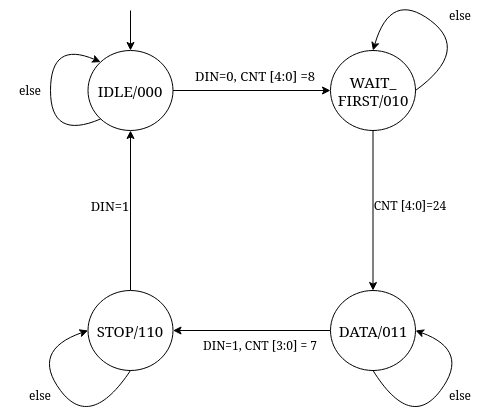 else
DIN=0, CNT [4:0] =8
else
IDLE/000
WAIT_
FIRST/010
DIN=1
CNT [4:0]=24
STOP/110
DATA/011
DIN=1, CNT [3:0] = 7
else
else